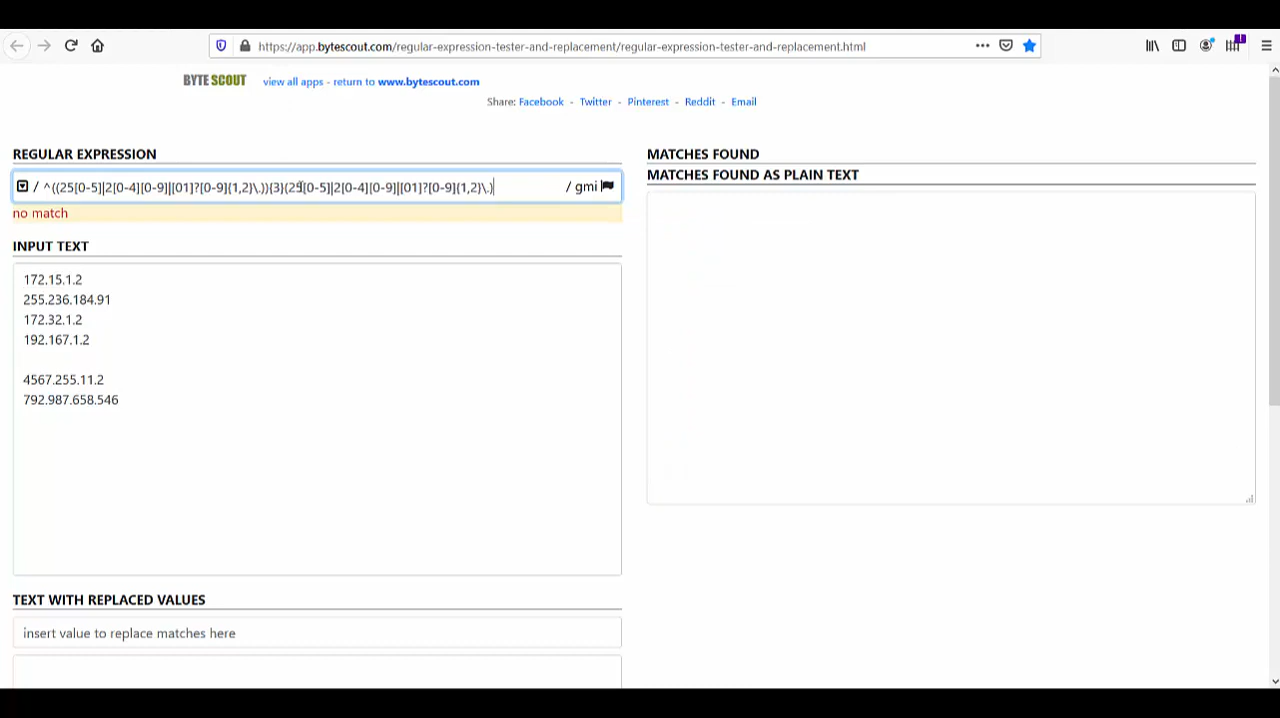 https://app.bytescout.com/regular-expression-tester-and-replacement/regular-expression-tester-and-replacement.html
BYTE SCOUT view all apps - return to www.bytescout.com
Share: Facebook - Twitter - Pinterest - Reddit - Email
REGULAR EXPRESSION
/ ^((25[0-5]|2[0-4][0-9]|[01]?[0-9]{1,2}\.)){3}(25[0-5]|2[0-4][0-9]|[01]?[0-9]{1,2}\.) / gmi
no match
INPUT TEXT
172.15.1.2
255.236.184.91
172.32.1.2
192.167.1.2
4567.255.11.2
792.987.658.546
TEXT WITH REPLACED VALUES
insert value to replace matches here
MATCHES FOUND
MATCHES FOUND AS PLAIN TEXT